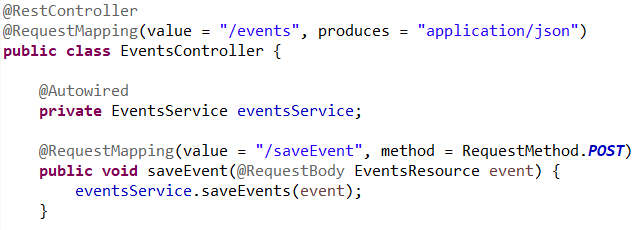 @RestController
@RequestMapping(value = "/events", produces = "application/json")
public class EventsController {
@Autowired
private EventsService eventsService;
@RequestMapping(value = "/saveEvent", method = RequestMethod.POST)
public void saveEvent(@RequestBody EventsResource event) {
eventsService.saveEvents(event);
}